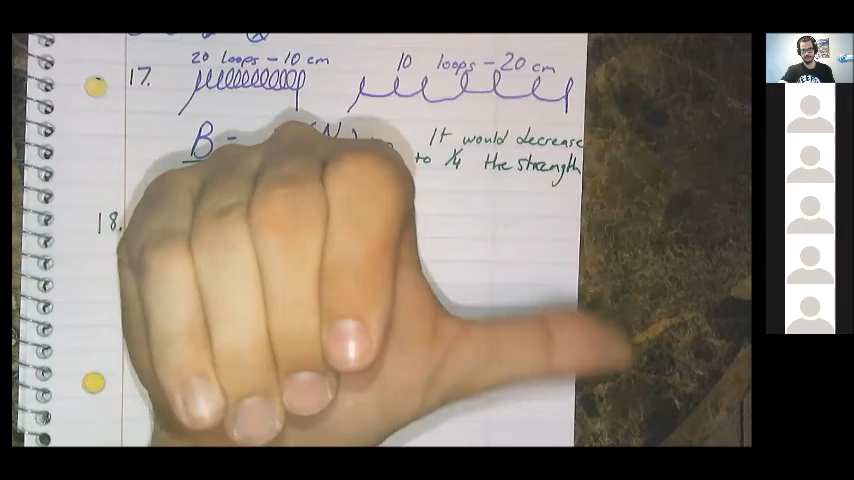 17.
20 loops - 10 cm
10 loops - 20 cm
B = (N)
It would decrease
to 1/4 the strength
18.